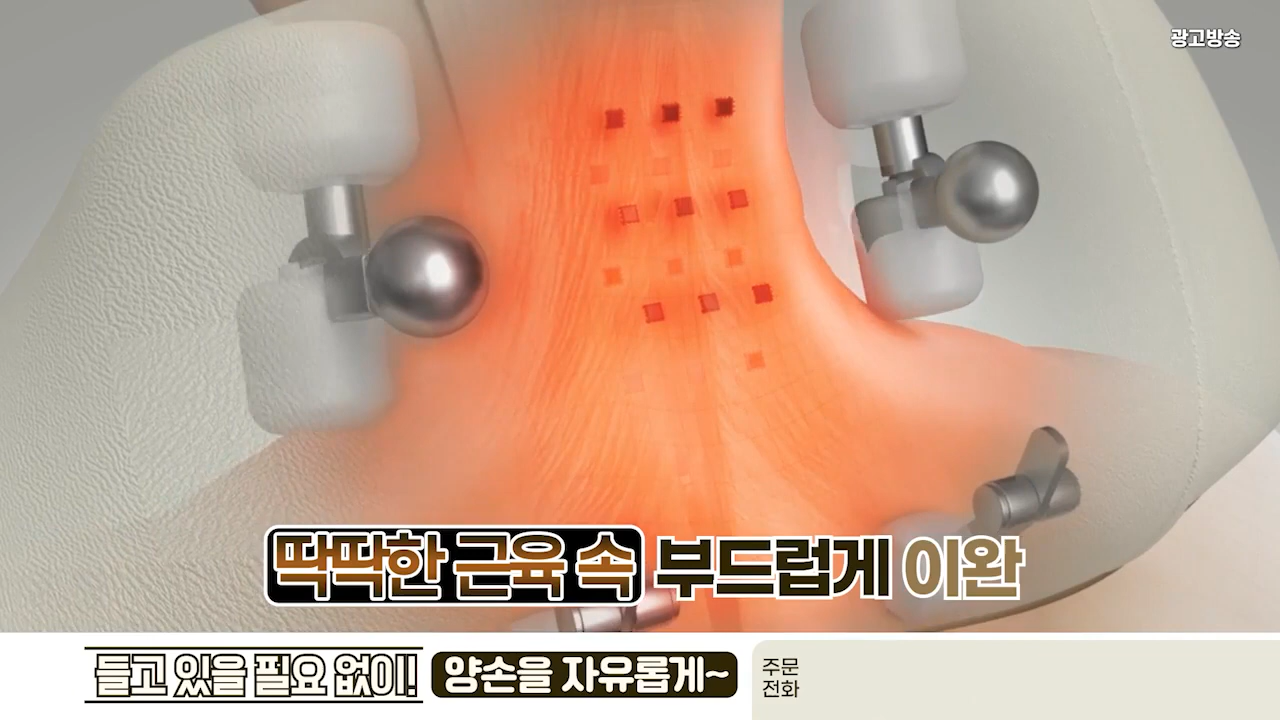 광고방송
딱딱한 근육 속 부드럽게 이완
들고 있을 필요 없이! 양손을 자유롭게~
주문
전화